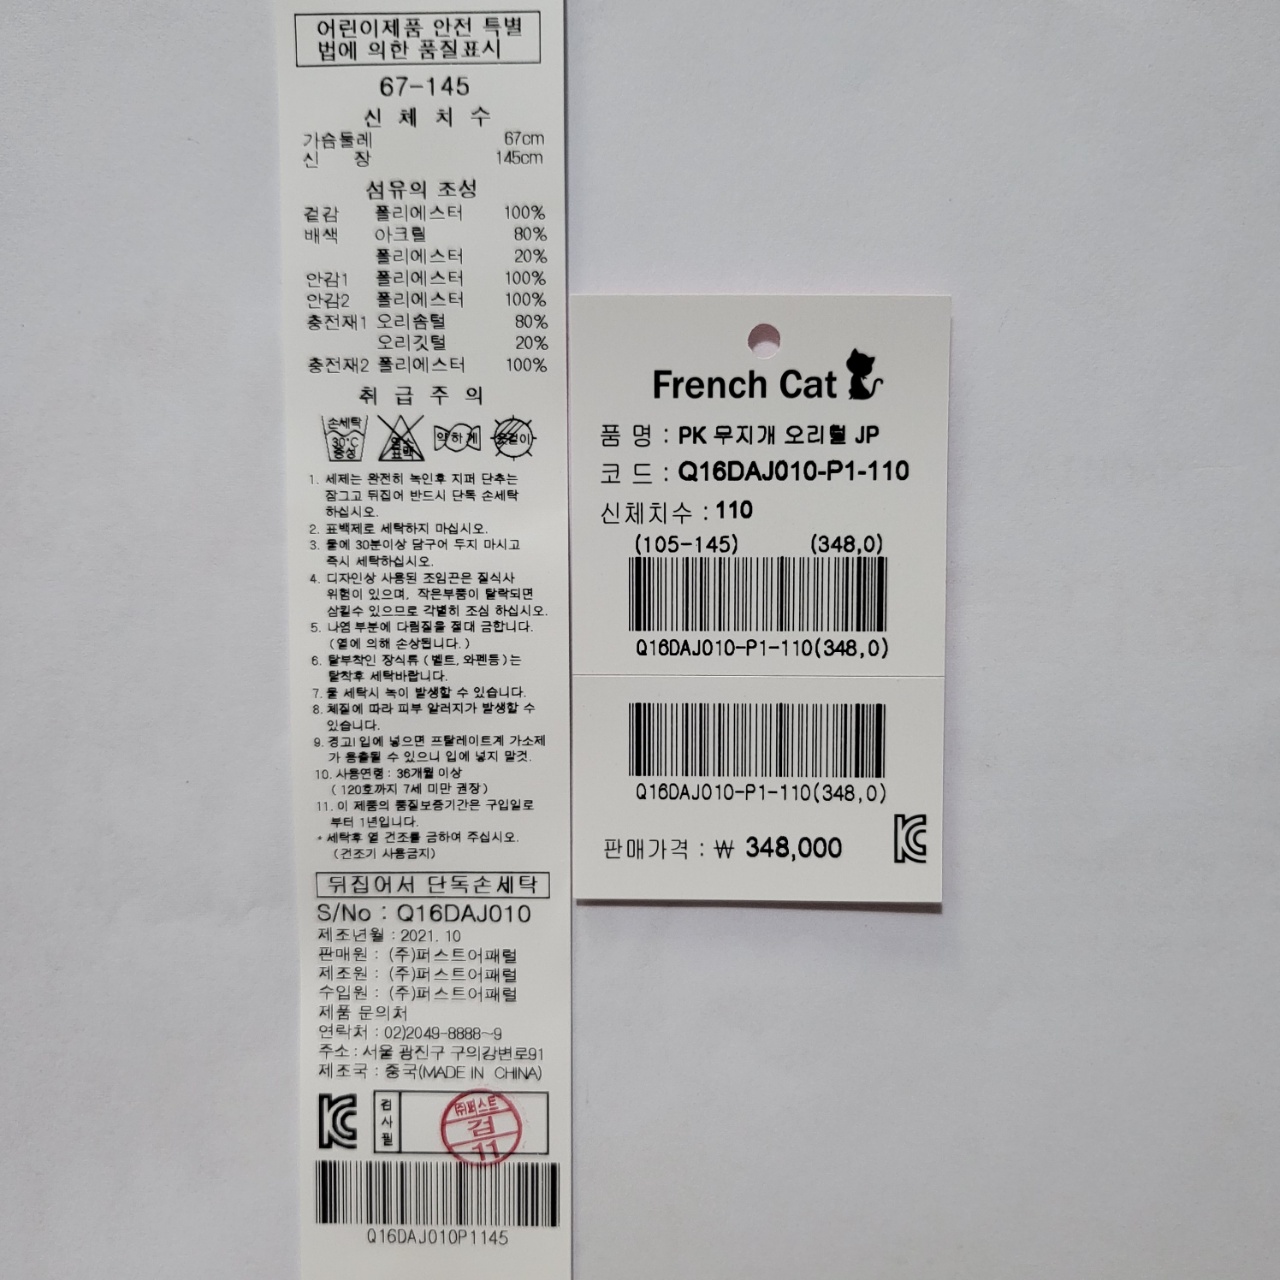 어린이제품 안전 특별
법에 의한 품질표시
67-145
신 체 치 수
가슴둘레 67cm
신 장 145cm
섬유의 조성
겉감 폴리에스터 100%
배색 아크릴 80%
폴리에스터 20%
안감1 폴리에스터 100%
안감2 폴리에스터 100%
충전재1 오리솜털 80%
오리깃털 20%
충전재2 폴리에스터 100%
취 급 주 의
손세탁 30°C 중성
염소 표백
약하게
옷걸이
1. 세제는 완전히 녹인후 지퍼 단추는
잠그고 뒤집어 반드시 단독 손세탁
하십시오.
2. 표백제로 세탁하지 마십시오.
3. 물에 30분이상 담구어 두지 마시고
즉시 세탁하십시오.
4. 디자인상 사용된 조임끈은 질식사
위험이 있으며, 작은부품이 탈락되면
삼킬수 있으므로 각별히 조심 하십시오.
5. 나염 부분에 다림질을 절대 금합니다.
(열에 의해 손상됩니다.)
6. 탈부착인 장식류 (벨트, 와펜등)는
탈착후 세탁바랍니다.
7. 물 세탁시 녹이 발생할 수 있습니다.
8. 체질에 따라 피부 알러지가 발생할 수
있습니다.
9. 경고! 입에 넣으면 프탈레이트계 가소제
가 용출될 수 있으니 입에 넣지 말것.
10. 사용연령 : 36개월 이상
(120호까지 7세 미만 권장)
11. 이 제품의 품질보증기간은 구입일로
부터 1년입니다.
* 세탁후 열 건조를 금하여 주십시오.
(건조기 사용금지)
뒤집어서 단독손세탁
S/No : Q16DAJ010
제조년월 : 2021. 10
판매원 : (주)퍼스트어패럴
제조원 : (주)퍼스트어패럴
수입원 : (주)퍼스트어패럴
제품 문의처
연락처 : 02)2049-8888~9
주소 : 서울 광진구 구의강변로91
제조국 : 중국(MADE IN CHINA)
KC
검사필
㈜퍼스트
검
11
Q16DAJ010P1145
French Cat
품 명 : PK 무지개 오리털 JP
코 드 : Q16DAJ010-P1-110
신체치수 : 110
(105-145) (348,0)
Q16DAJ010-P1-110(348,0)
Q16DAJ010-P1-110(348,0)
판매가격 : ₩ 348,000
KC